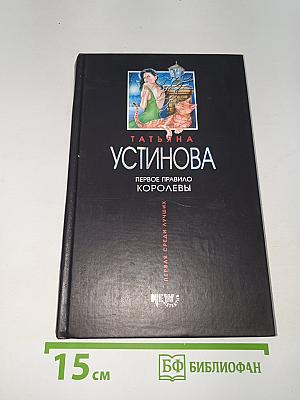 ТАТЬЯНА
УСТИНОВА
ПЕРВОЕ ПРАВИЛО
КОРОЛЕВЫ
ПЕРВАЯ СРЕДИ ЛУЧШИХ
15 см
БФ БИБЛИОФАН